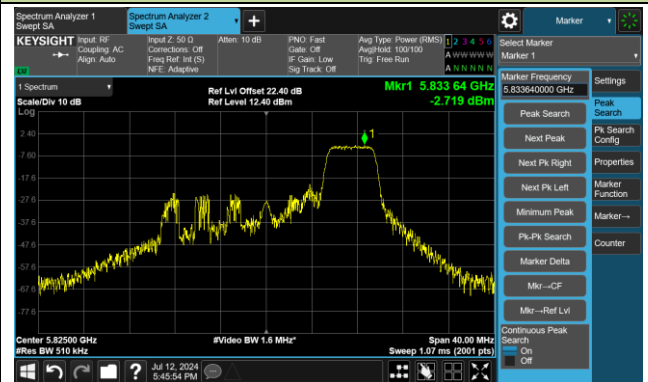 Spectrum Analyzer 1
Swept SA
Spectrum Analyzer 2
Swept SA
Marker
KEYSIGHT
Input: RF
Coupling: AC
Align: Auto
Input Z: 50 Ω
Corrections: Off
Freq Ref: Int (S)
NFE: Adaptive
Atten: 10 dB
PNO: Fast
Gate: Off
IF Gain: Low
Sig Track: Off
Avg Type: Power (RMS)
Avg|Hold: 100/100
Trig: Free Run
1 2 3 4 5 6
A W W W W W
A N N N N N
Select Marker
Marker 1
1 Spectrum
Scale/Div 10 dB
Log
Ref Lvl Offset 22.40 dB
Ref Level 12.40 dBm
Mkr1 5.833 64 GHz
-2.719 dBm
1
2.40
-7.60
-17.6
-27.6
-37.6
-47.6
-57.6
-67.6
-77.6
Center 5.82500 GHz
#Res BW 510 kHz
#Video BW 1.6 MHz*
Span 40.00 MHz
Sweep 1.07 ms (2001 pts)
Marker Frequency
5.833640000 GHz
Peak Search
Next Peak
Next Pk Right
Next Pk Left
Minimum Peak
Pk-Pk Search
Marker Delta
Mkr→CF
Mkr→Ref Lvl
Continuous Peak
Search
On
Off
Settings
Peak
Search
Pk Search
Config
Properties
Marker
Function
Marker→
Counter
Jul 12, 2024
5:45:54 PM